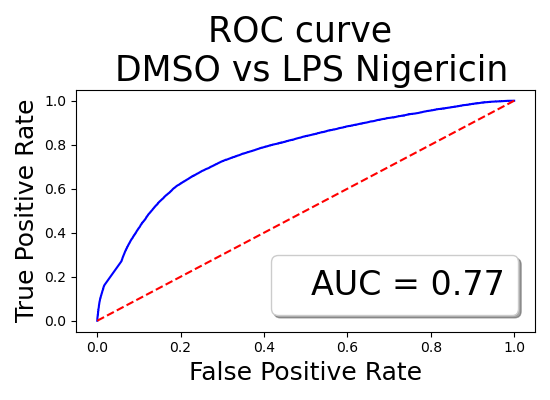 ROC curve
DMSO vs LPS Nigericin
True Positive Rate
1.0
0.8
0.6
0.4
0.2
0.0
AUC = 0.77
0.0 0.2 0.4 0.6 0.8 1.0
False Positive Rate